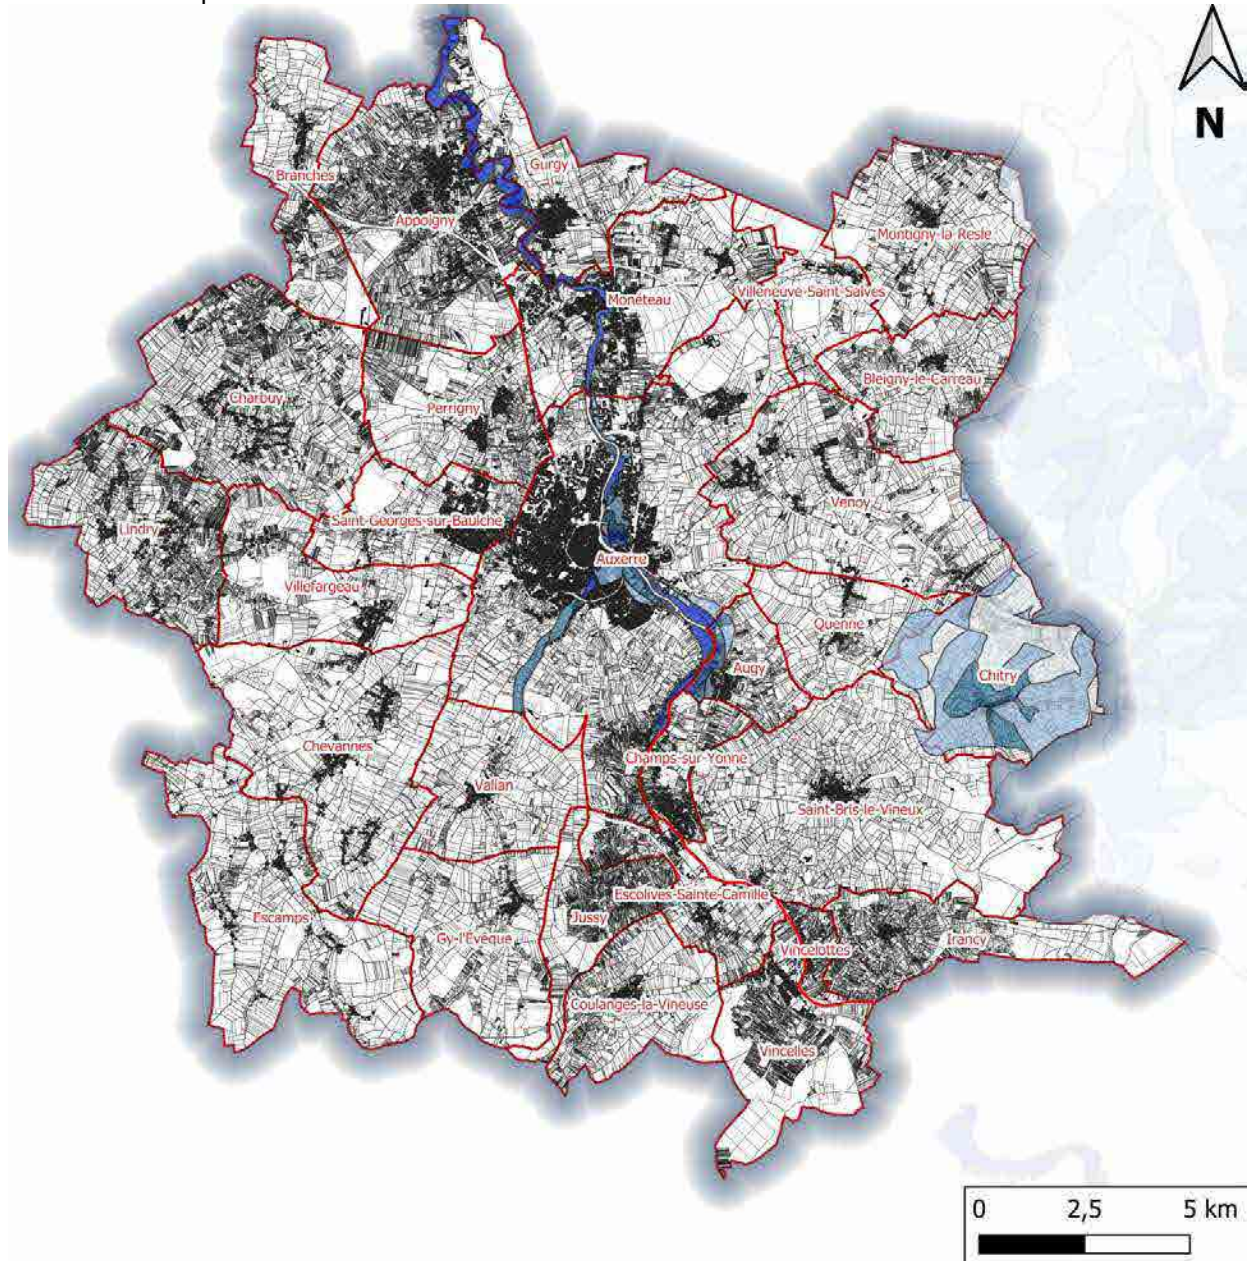 N
Gurgy
Branches
Appoigny
Montigny-la-Resle
Villeneuve-Saint-Salves
Monéteau
Bleigny-le-Carreau
Charbuy
Perrigny
Venoy
Saint-Georges-sur-Baulche
Lindry
Auxerre
Villefargeau
Quenne
Augy
Chitry
Chevannes
Champs-sur-Yonne
Vallan
Saint-Bris-le-Vineux
Escolives-Sainte-Camille
Escamps
Jussy
Gy-l'Evêque
Irancy
Vincelottes
Coulanges-la-Vineuse
Vincelles
0 2,5 5 km